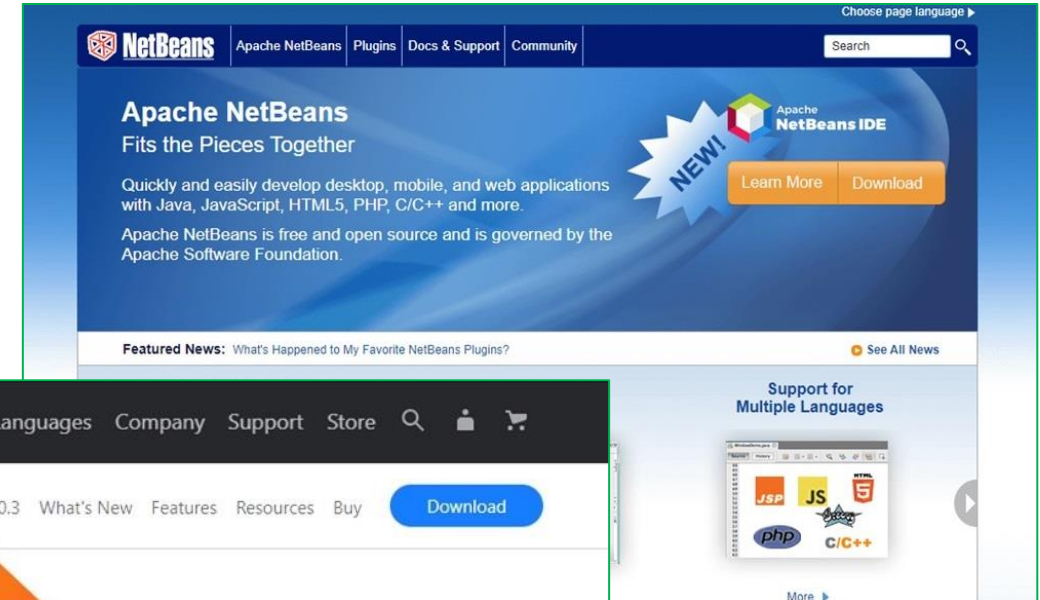 Choose page language
NetBeans
Apache NetBeans Plugins Docs & Support Community
Search
Apache NetBeans
Fits the Pieces Together
Quickly and easily develop desktop, mobile, and web applications
with Java, JavaScript, HTML5, PHP, C/C++ and more.
Apache NetBeans is free and open source and is governed by the
Apache Software Foundation.
NEW!
Apache
NetBeans IDE
Learn More Download
Featured News: What's Happened to My Favorite NetBeans Plugins?
See All News
Support for
Multiple Languages
JSP JS HTML
Groovy
php C/C++
More
anguages Company Support Store
0.3 What's New Features Resources Buy Download